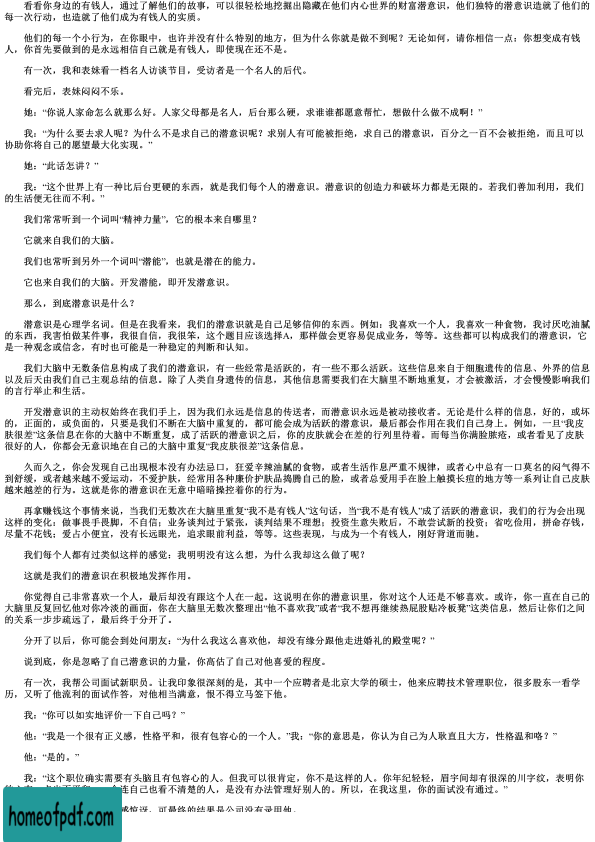 看看你身边的有钱人，通过了解他们的故事，可以很轻松地挖掘出隐藏在他们内心世界的财富潜意识，他们独特的潜意识造就了他们的
每一次行动，也造就了他们成为有钱人的实质。
他们的每一个小行为，在你眼中，也许并没有什么特别的地方，但为什么你就是做不到呢？无论如何，请你相信一点：你想变成有钱
人，你首先要做到的是永远相信自己就是有钱人，即使现在还不是。
有一次，我和表妹看一档名人访谈节目，受访者是一个名人的后代。
看完后，表妹闷闷不乐。
她：“你说人家命怎么就那么好。人家父母都是名人，后台那么硬，求谁谁都愿意帮忙，想做什么做不成啊！”
我：“为什么要去求人呢？为什么不是求自己的潜意识呢？求别人有可能被拒绝，求自己的潜意识，百分之一百不会被拒绝，而且可以
协助你将自己的愿望最大化实现。”
她：“此话怎讲？”
我：“这个世界上有一种比后台更硬的东西，就是我们每个人的潜意识。潜意识的创造力和破坏力都是无限的。若我们善加利用，我们
的生活便无往而不利。”
我们常常听到一个词叫“精神力量”，它的根本来自哪里？
它就来自我们的大脑。
我们也常听到另外一个词叫“潜能”，也就是潜在的能力。
它也来自我们的大脑。开发潜能，即开发潜意识。
那么，到底潜意识是什么？
潜意识是心理学名词。但是在我看来，我们的潜意识就是自己足够信仰的东西。例如：我喜欢一个人，我喜欢一种食物，我讨厌吃油腻
的东西，我害怕做某件事，我很自信，我很笨，这个题目应该选择A，那样做会更容易促成业务，等等。这些都可以构成我们的潜意识，它
是一种观念或信念，有时也可能是一种稳定的判断和认知。
我们大脑中无数条信息构成了我们的潜意识，有一些经常是活跃的，有一些不那么活跃。这些信息来自于细胞遗传的信息、外界的信息
以及后天由我们自己主观总结的信息。除了人类自身遗传的信息，其他信息需要我们在大脑里不断地重复，才会被激活，才会慢慢影响我们
的言行举止和生活。
开发潜意识的主动权始终在我们手上，因为我们永远是信息的传送者，而潜意识永远是被动接收者。无论是什么样的信息，好的，或坏
的，正面的，或负面的，只要是我们不断在大脑中重复的，都可能会成为活跃的潜意识，最后都会作用在我们自己身上。例如，一旦“我皮
肤很差”这条信息在你的大脑中不断重复，成了活跃的潜意识之后，你的皮肤就会在差的行列里待着。而每当你满脸脓疮，或者看见了皮肤
很好的人，你都会无意识地在自己的大脑中重复“我皮肤很差”这条信息。
久而久之，你会发现自己出现根本没有办法忌口，狂爱辛辣油腻的食物，或者生活作息严重不规律，或者心中总有一口莫名的闷气得不
到舒缓，或者越来越不爱运动，不爱护肤，经常用各种廉价护肤品捣腾自己的脸，或者总爱用手在脸上触摸长痘的地方等一系列让自己皮肤
越来越差的行为，这就是你的潜意识在无意中暗暗操控着你的行为。
再拿赚钱这个事情来说，当我们无数次在大脑里重复“我不是有钱人”这句话，当“我不是有钱人”成了活跃的潜意识，我们的行为会出现
这样的变化：做事畏手畏脚，不自信；业务谈判过于紧张，谈判结果不理想；投资生意失败后，不敢尝试新的投资；省吃俭用，拼命存钱，
尽量不花钱；爱占小便宜，没有长远眼光，追求眼前利益，等等。这些表现，与成为一个有钱人，刚好背道而驰。
我们每个人都有过类似这样的感觉：我明明没有这么想，为什么我却这么做了呢？
这就是我们的潜意识在积极地发挥作用。
你觉得自己非常喜欢一个人，最后却没有跟这个人在一起。这说明在你的潜意识里，你对这个人还是不够喜欢。或许，你一直在自己的
大脑里反复回忆他对你冷淡的画面，你在大脑里无数次整理出“他不喜欢我”或者“我不想再继续热屁股贴冷板凳”这类信息，然后让你们之间
的关系一步步疏远了，最后终于分开了。
分开了以后，你可能会到处问朋友：“为什么我这么喜欢他，却没有缘分跟他走进婚礼的殿堂呢？”
说到底，你是忽略了自己潜意识的力量，你高估了自己对他喜爱的程度。
有一次，我帮公司面试新职员。让我印象很深刻的是，其中一个应聘者是北京大学的硕士，他来应聘技术管理职位，很多股东一看学
历，又听了他流利的面试作答，对他相当满意，恨不得立马签下他。
我：“你可以如实地评价一下自己吗？”
他：“我是一个很有正义感，性格平和，很有包容心的一个人。”我：“你的意思是，你认为自己为人耿直且大方，性格温和咯？”
他：“是的。”
我：“这个职位确实需要有头脑且有包容心的人。但我可以很肯定，你不是这样的人。你年纪轻轻，眉宇间却有很深的川字纹，表明你
连自己也看不清楚的人，是没有办法管理好别人的。所以，在我这里，你的面试没有通过。”
感惊讶，可最终的结果是公司没有录用他。
homeofpdf.com